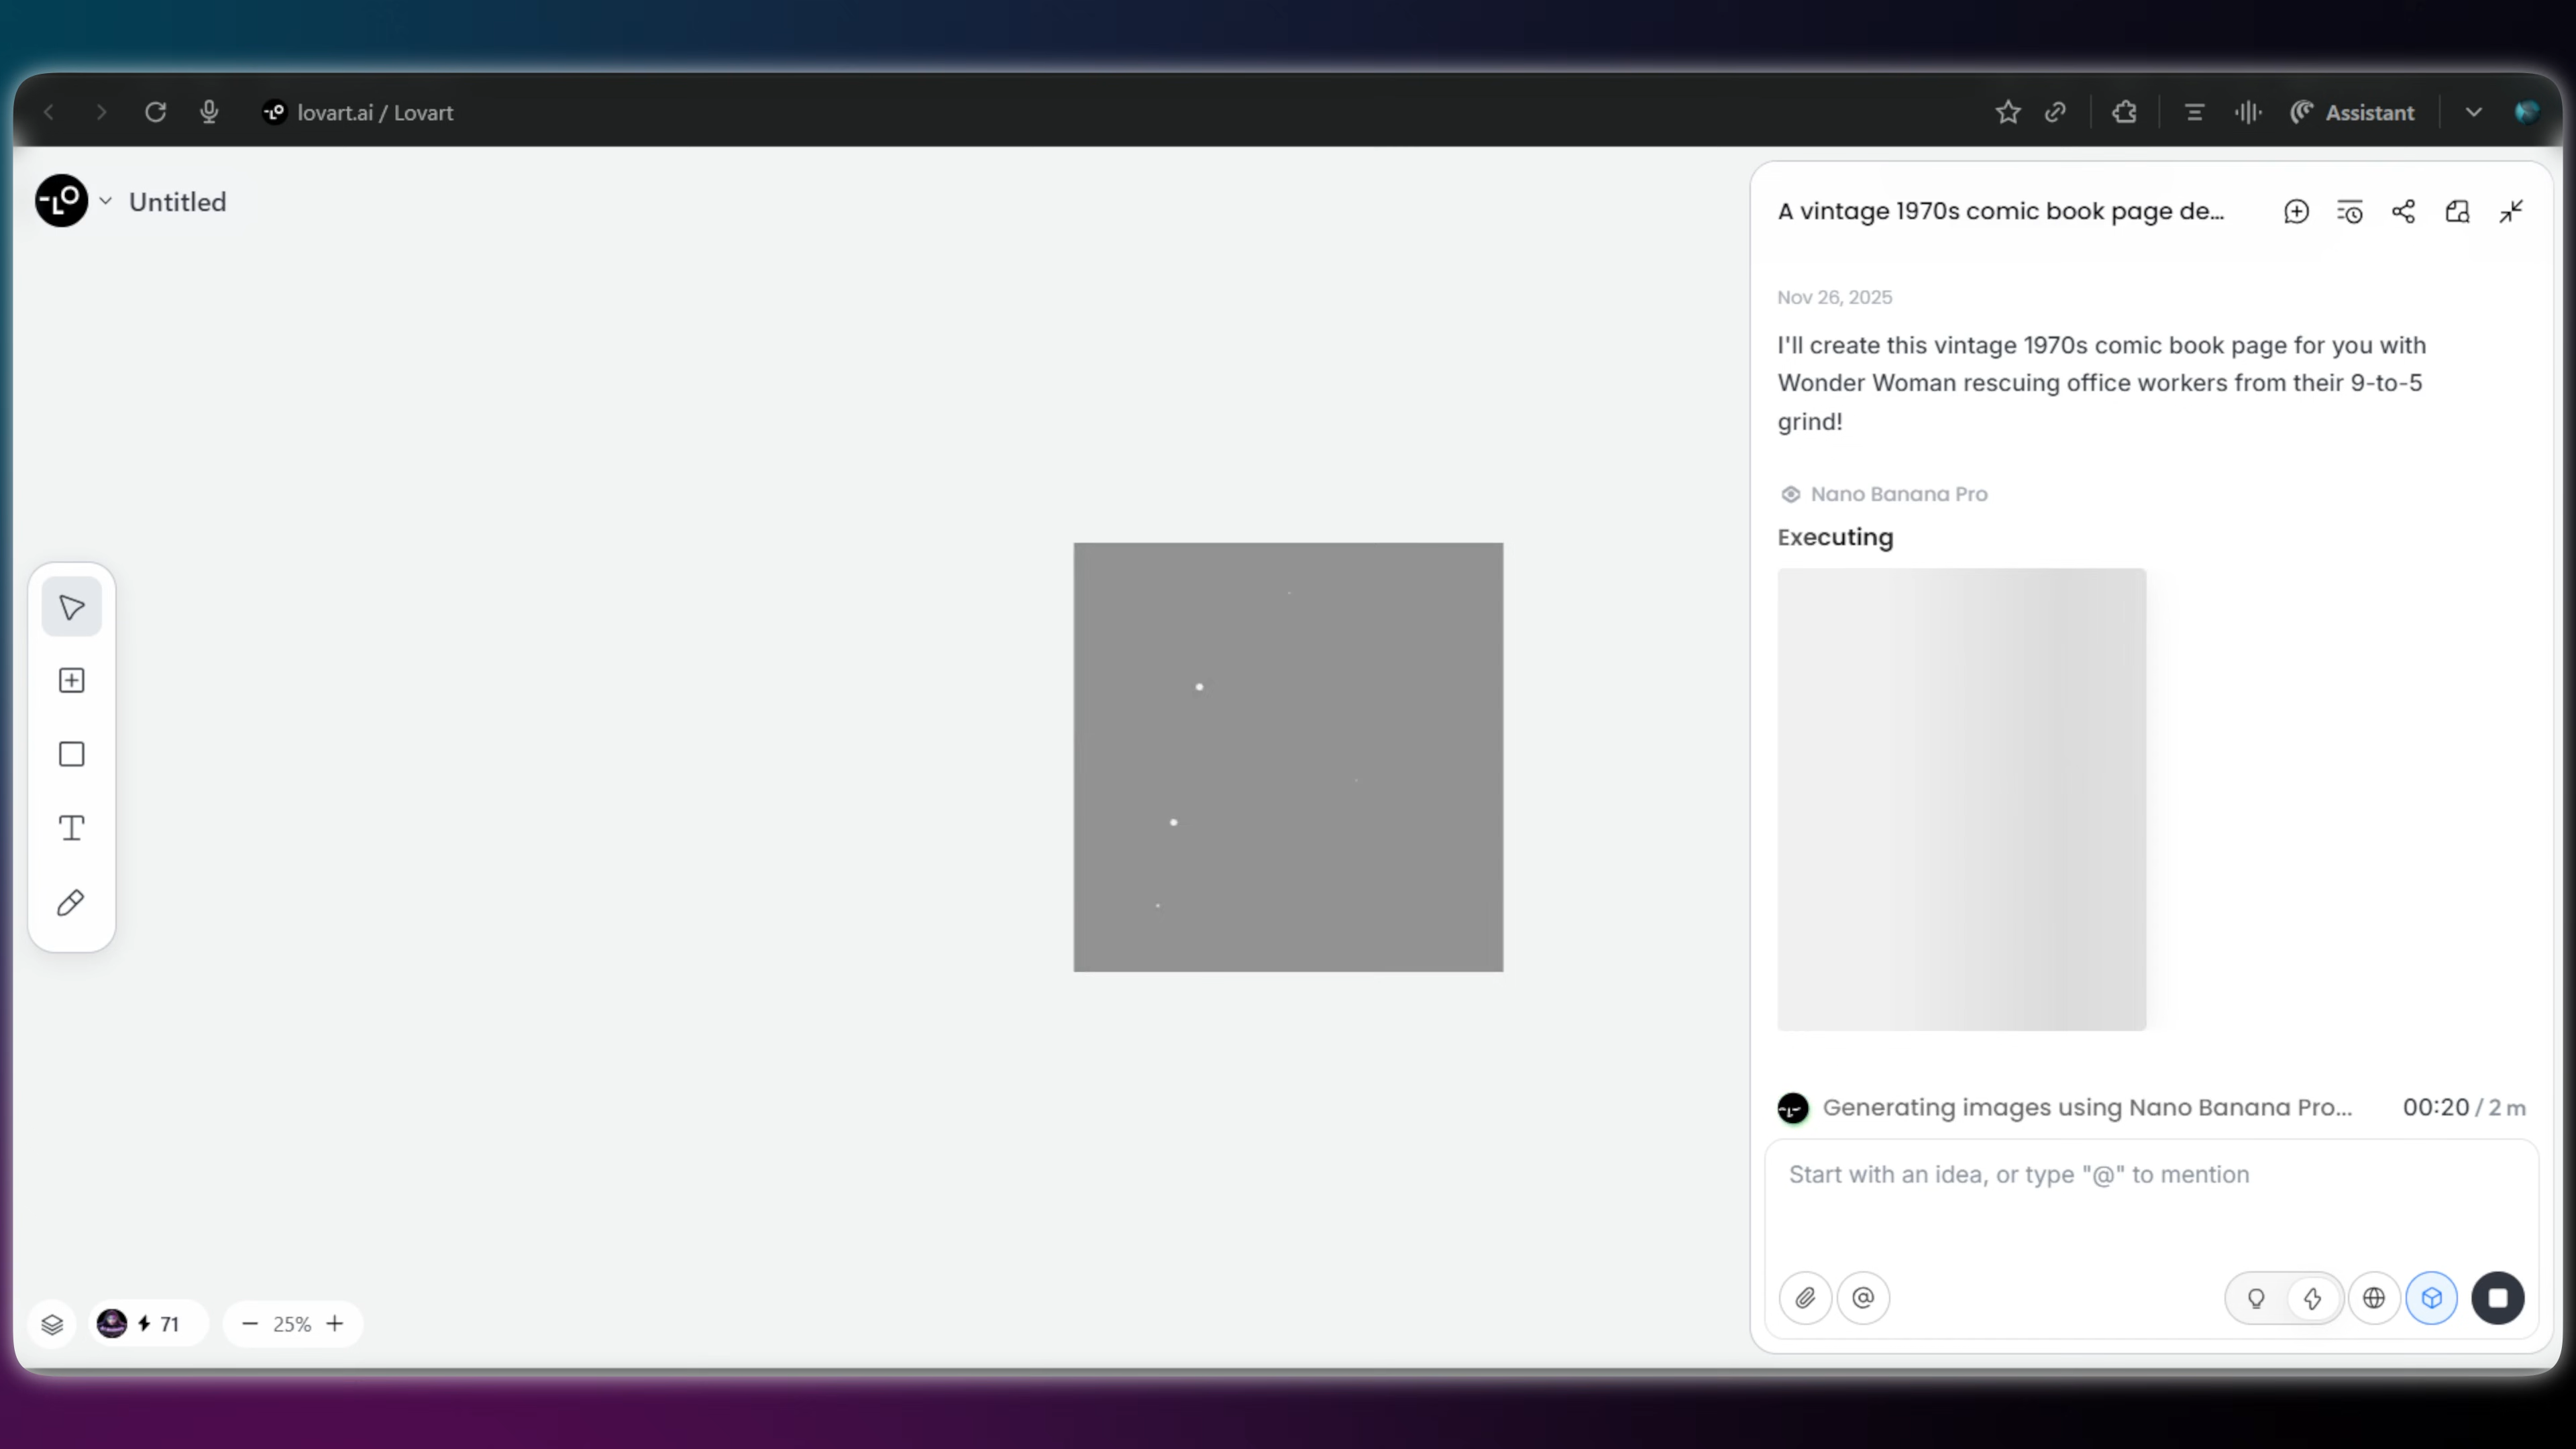 lovart.ai / Lovart
Assistant
Untitled
A vintage 1970s comic book page de...
Nov 26, 2025
I'll create this vintage 1970s comic book page for you with
Wonder Woman rescuing office workers from their 9-to-5
grind!
Nano Banana Pro
Executing
Generating images using Nano Banana Pro... 00:20 / 2 m
Start with an idea, or type "@" to mention
71
25%